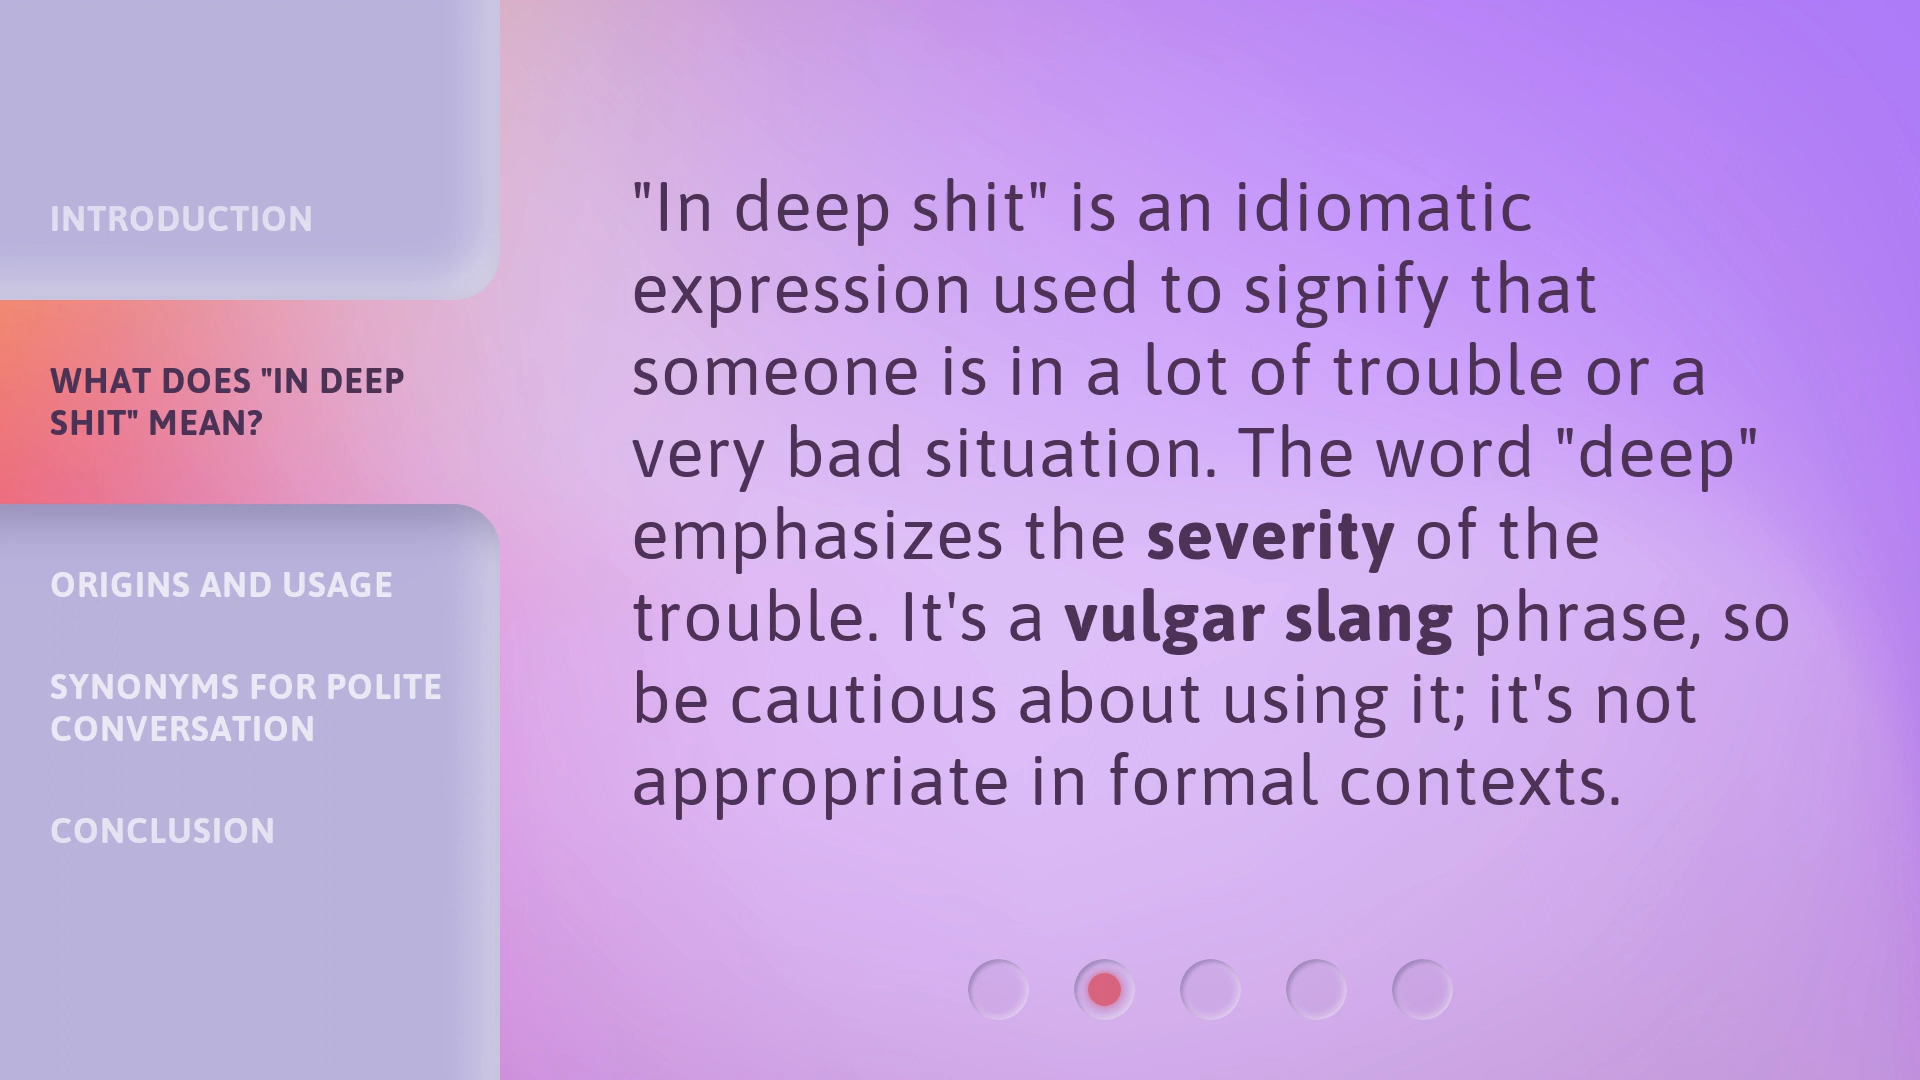 INTRODUCTION
WHAT DOES "IN DEEP
SHIT" MEAN?
ORIGINS AND USAGE
SYNONYMS FOR POLITE
CONVERSATION
CONCLUSION
"In deep shit" is an idiomatic
expression used to signify that
someone is in a lot of trouble or a
very bad situation. The word "deep"
emphasizes the severity of the
trouble. It's a vulgar slang phrase, so
be cautious about using it; it's not
appropriate in formal contexts.